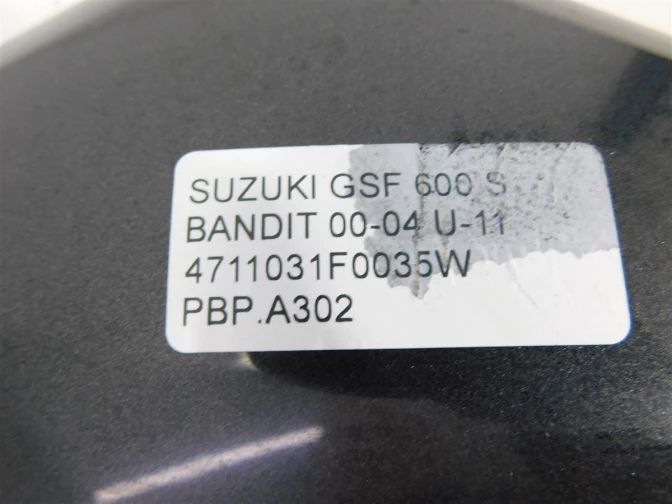 SUZUKI GSF 600 S
BANDIT 00-04 U-11
4711031F0035W
PBP.A302